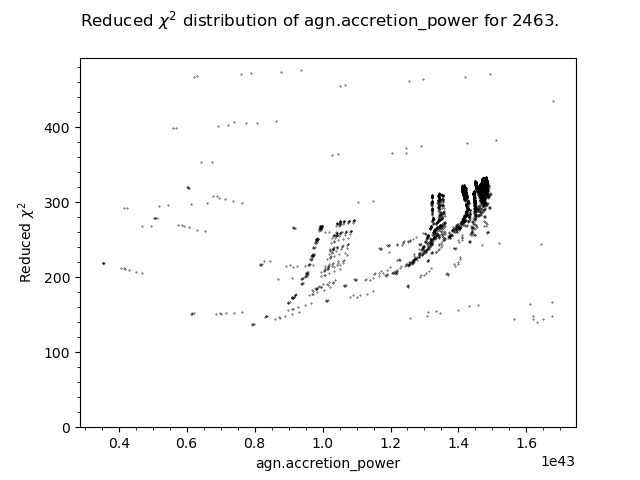 Reduced χ² distribution of agn.accretion_power for 2463.
Reduced χ²
400
300
200
100
0
0.4 0.6 0.8 1.0 1.2 1.4 1.6
1e43
agn.accretion_power